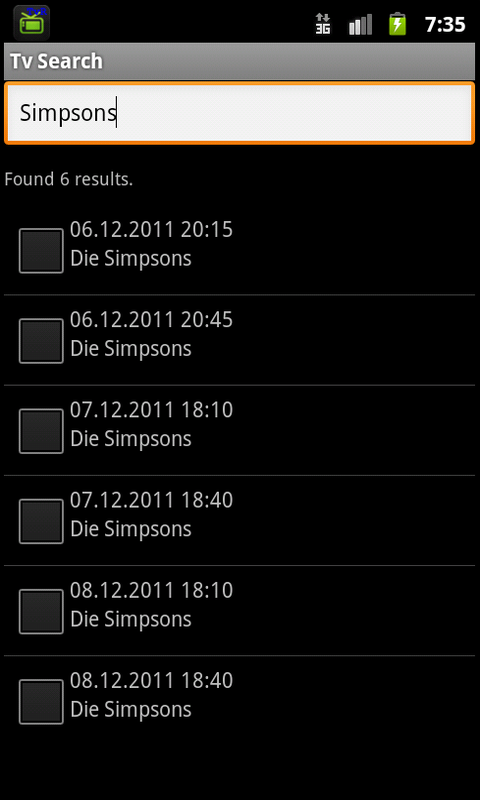 3G
7:35
Tv Search
Simpsons
Found 6 results.
06.12.2011 20:15
Die Simpsons
06.12.2011 20:45
Die Simpsons
07.12.2011 18:10
Die Simpsons
07.12.2011 18:40
Die Simpsons
08.12.2011 18:10
Die Simpsons
08.12.2011 18:40
Die Simpsons